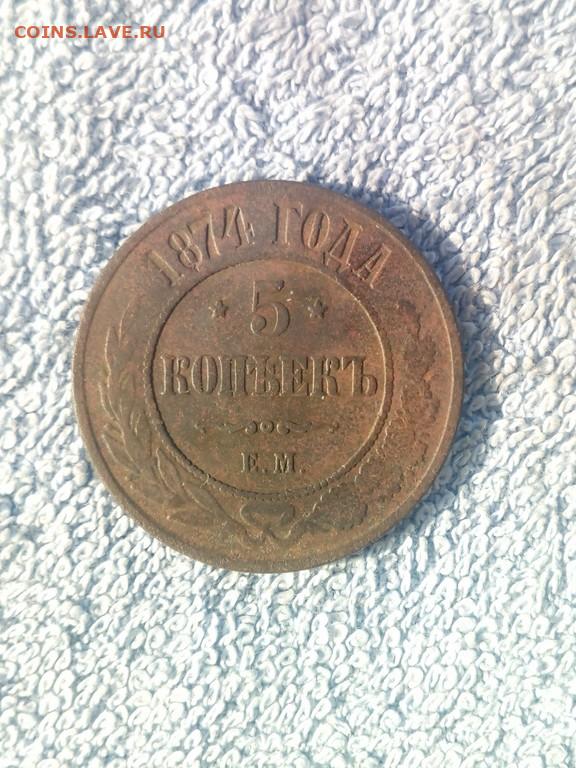 COINS.LAVE.RU
1874 ГОДА
5
КОПѢЕКЪ
Е.М.